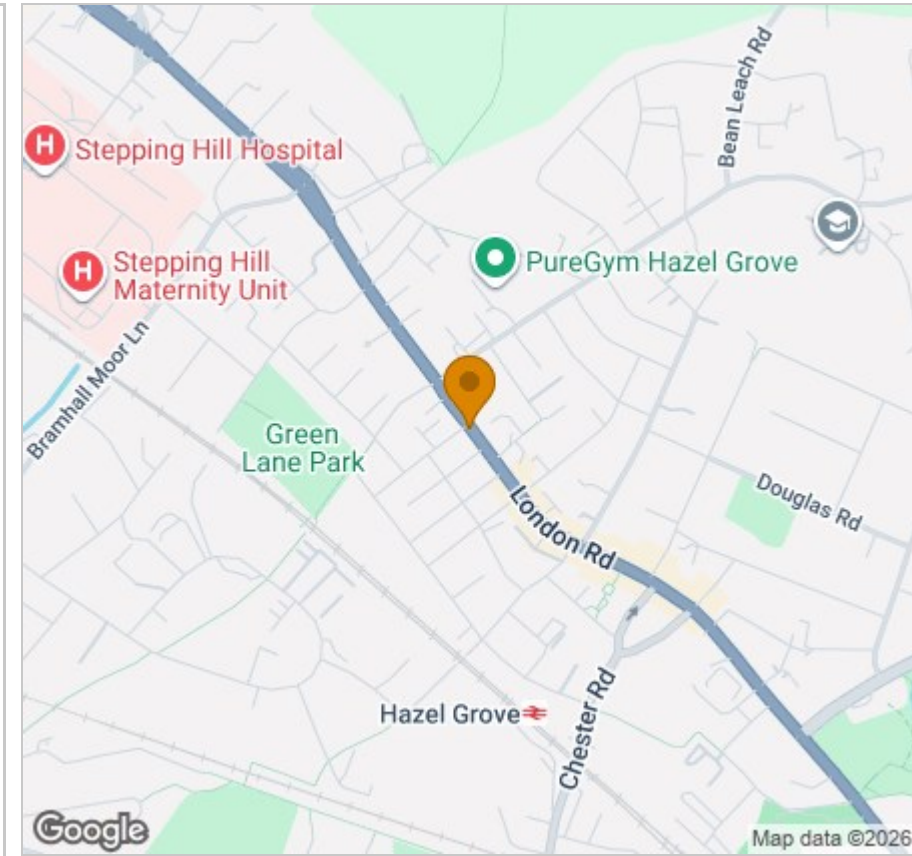 Bean Leach Rd
H
Stepping Hill Hospital
PureGym Hazel Grove
H
Stepping Hill
Maternity Unit
Bramhall Moor Ln
Green
Lane Park
Douglas Rd
London Rd
Hazel Grove
Chester Rd
Google
Map data ©2026